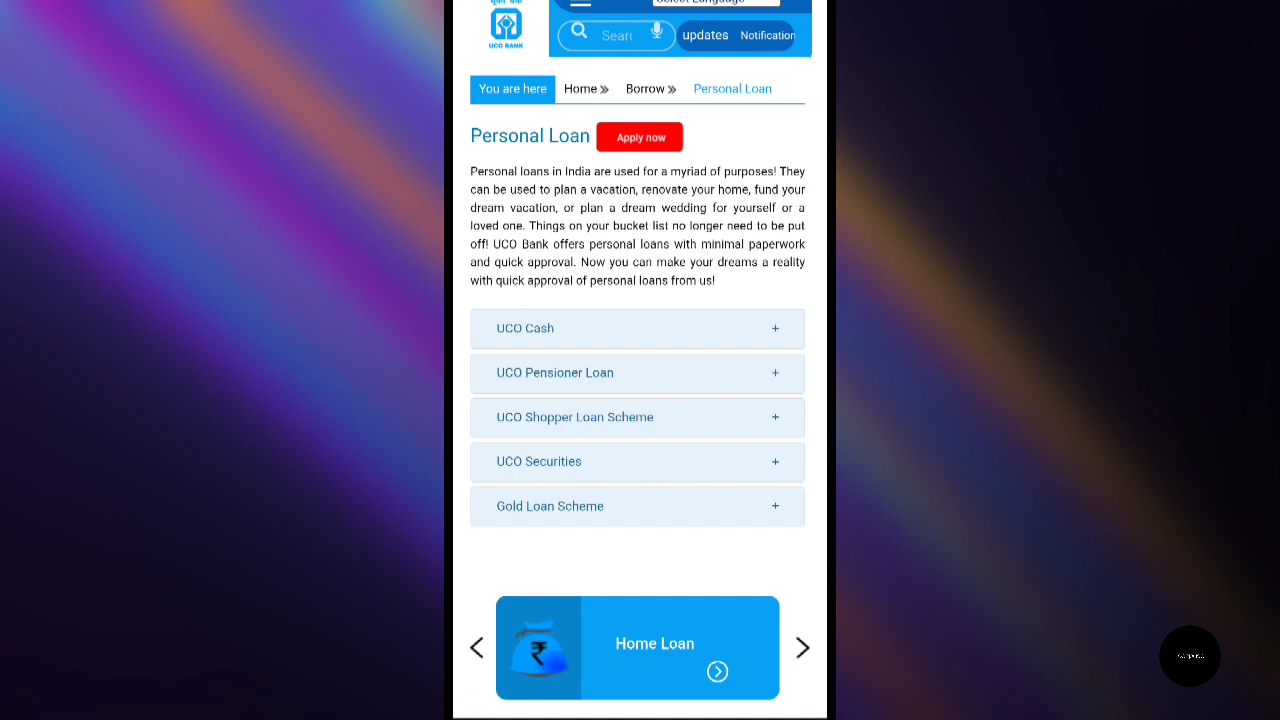 यूको बैंक
UCO BANK
Select Language
Searc
updates
Notification
You are here Home Borrow Personal Loan
Personal Loan Apply now
Personal loans in India are used for a myriad of purposes! They
can be used to plan a vacation, renovate your home, fund your
dream vacation, or plan a dream wedding for yourself or a
loved one. Things on your bucket list no longer need to be put
off! UCO Bank offers personal loans with minimal paperwork
and quick approval. Now you can make your dreams a reality
with quick approval of personal loans from us!
UCO Cash +
UCO Pensioner Loan +
UCO Shopper Loan Scheme +
UCO Securities +
Gold Loan Scheme +
₹
Home Loan